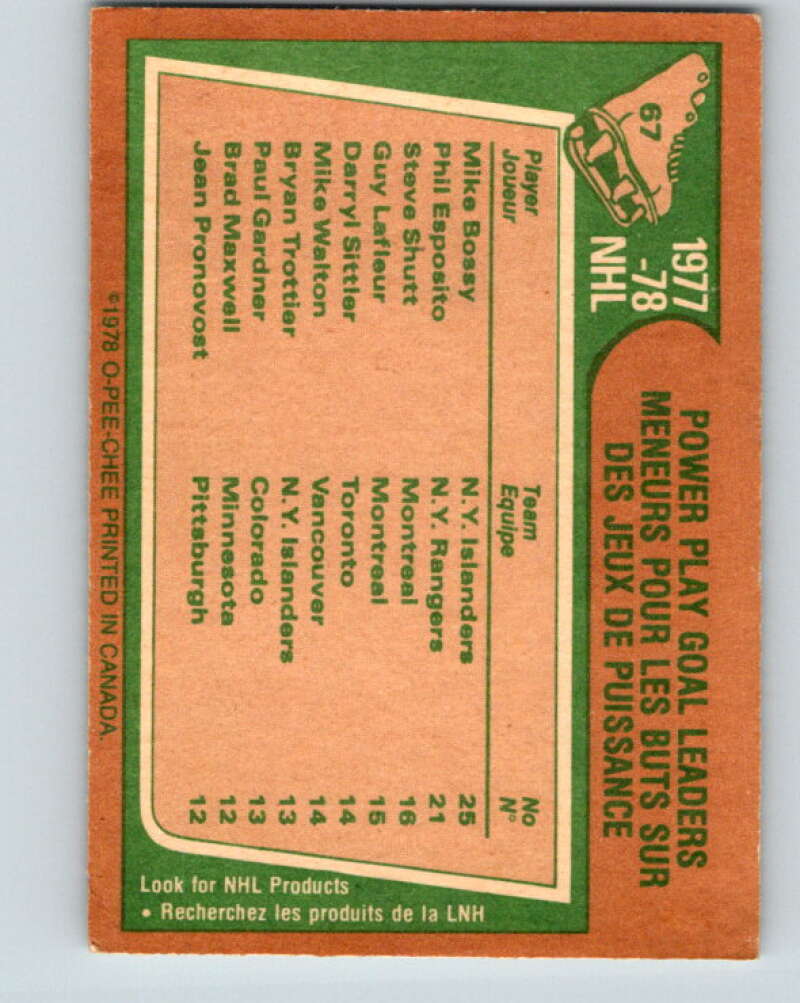 67
1977
-78
NHL
POWER PLAY GOAL LEADERS
MENEURS POUR LES BUTS SUR
DES JEUX DE PUISSANCE
Player Team No
Joueur Equipe N°
Mike Bossy N.Y. Islanders 25
Phil Esposito N.Y. Rangers 21
Steve Shutt Montreal 16
Guy Lafleur Montreal 15
Darryl Sittler Toronto 14
Mike Walton Vancouver 14
Bryan Trottier N.Y. Islanders 13
Paul Gardner Colorado 13
Brad Maxwell Minnesota 12
Jean Pronovost Pittsburgh 12
Look for NHL Products
• Recherchez les produits de la LNH
©1978 O-PEE-CHEE PRINTED IN CANADA.